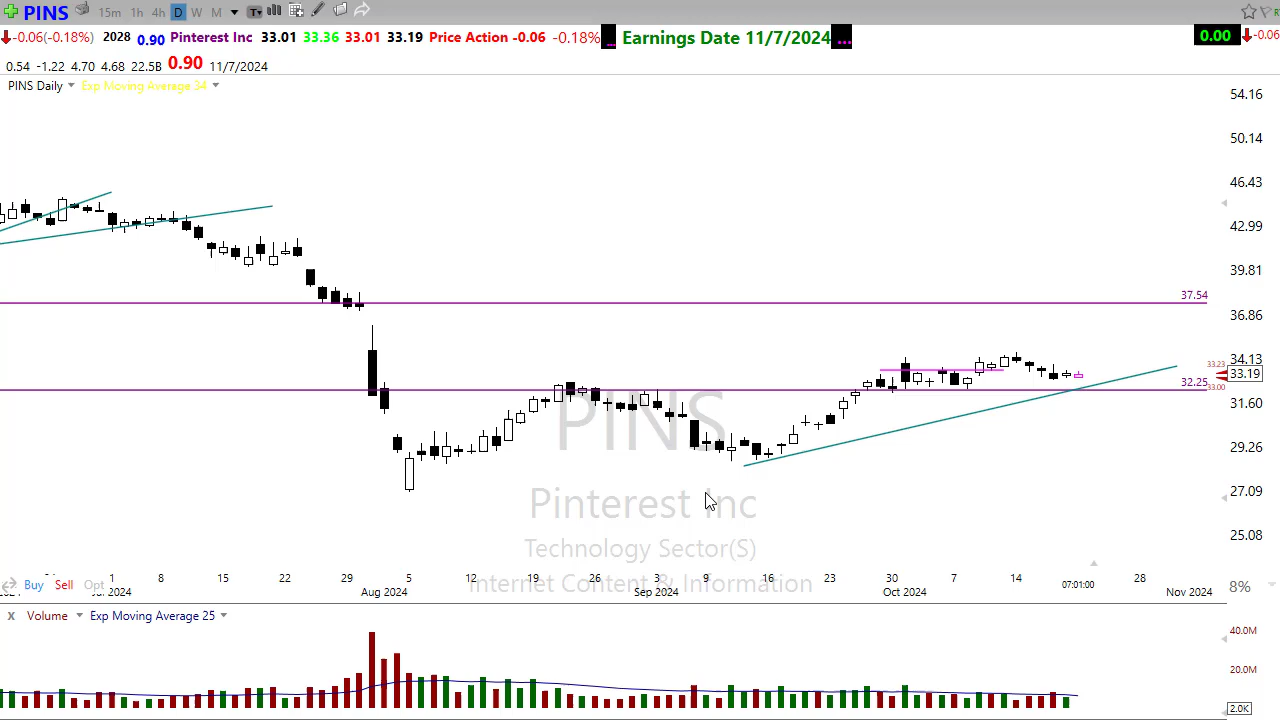 PINS 15m 1h 4h D W M T
-0.06(-0.18%) 2028 0.90 Pinterest Inc 33.01 33.36 33.01 33.19 Price Action -0.06 -0.18% ... Earnings Date 11/7/2024 ... 0.00 -0.06
0.54 -1.22 4.70 4.68 22.5B 0.90 11/7/2024
PINS Daily Exp Moving Average 34
54.16
50.14
46.43
42.99
39.81
37.54
36.86
34.13
33.23
33.19
32.25
33.00
31.60
29.26
27.09
25.08
PINS
Pinterest Inc
Technology Sector(S)
Internet Content & Information
1 8 15 22 29 5 12 19 26 3 9 16 23 30 7 14 07:01:00 28
Buy Sell Opt 8%
2024 Aug 2024 Sep 2024 Oct 2024 Nov 2024
x Volume Exp Moving Average 25
40.0M
20.0M
2.0K